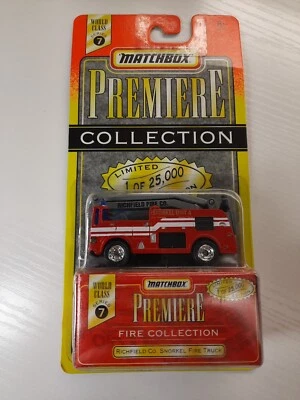 WORLD CLASS
SERIES
7
MATCHBOX
PREMIERE
COLLECTION
LIMITED
1 OF 25,000
RICHFIELD FIRE CO.
WORLD CLASS
SERIES
7
MATCHBOX
PREMIERE
FIRE COLLECTION
RICHFIELD CO. SNORKEL FIRE TRUCK